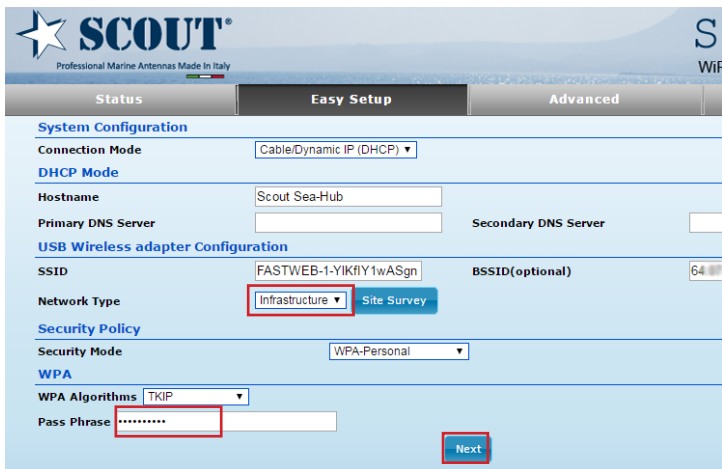 SCOUT®
Professional Marine Antennas Made In Italy
S
WiF
Status Easy Setup Advanced
System Configuration
Connection Mode Cable/Dynamic IP (DHCP)
DHCP Mode
Hostname Scout Sea-Hub
Primary DNS Server Secondary DNS Server
USB Wireless adapter Configuration
SSID FASTWEB-1-YlKfIY1wASgn BSSID(optional) 64:
Network Type Infrastructure Site Survey
Security Policy
Security Mode WPA-Personal
WPA
WPA Algorithms TKIP
Pass Phrase ••••••••••
Next